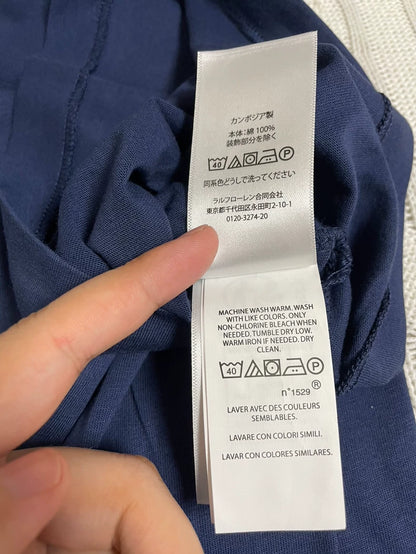 カンボジア製
本体:綿 100%
装飾部分を除く
40 P
同系色どうしで洗ってください
ラルフローレン合同会社
東京都千代田区永田町2-10-1
0120-3274-20
MACHINE WASH WARM. WASH
WITH LIKE COLORS. ONLY
NON-CHLORINE BLEACH WHEN
NEEDED. TUMBLE DRY LOW.
WARM IRON IF NEEDED. DRY
CLEAN.
40 P
n°1529 ®
LAVER AVEC DES COULEURS
SEMBLABLES.
LAVARE CON COLORI SIMILI.
LAVAR CON COLORES SIMILARES.